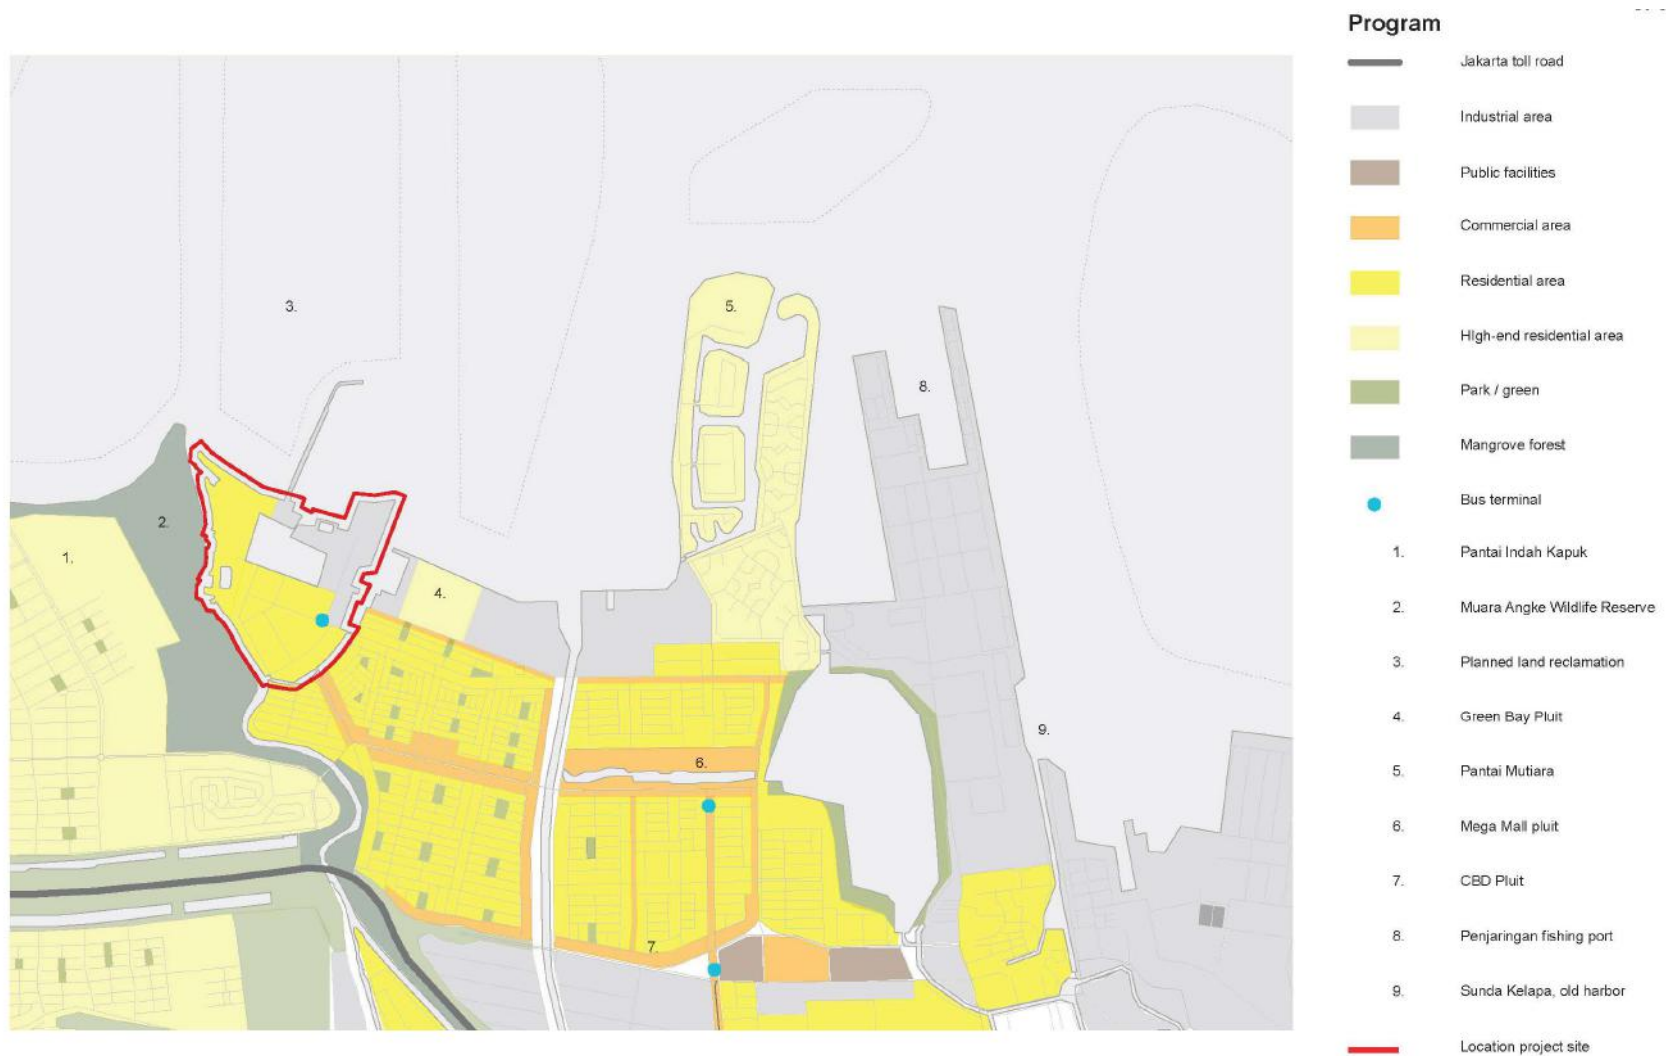 Program
Jakarta toll road
Industrial area
Public facilities
Commercial area
Residential area
HIgh-end residential area
Park / green
Mangrove forest
Bus terminal
1. Pantai Indah Kapuk
2. Muara Angke Wildlife Reserve
3. Planned land reclamation
4. Green Bay Pluit
5. Pantai Mutiara
6. Mega Mall pluit
7. CBD Pluit
8. Penjaringan fishing port
9. Sunda Kelapa, old harbor
Location project site
3.
5.
8.
2.
1.
4.
9.
6.
7.